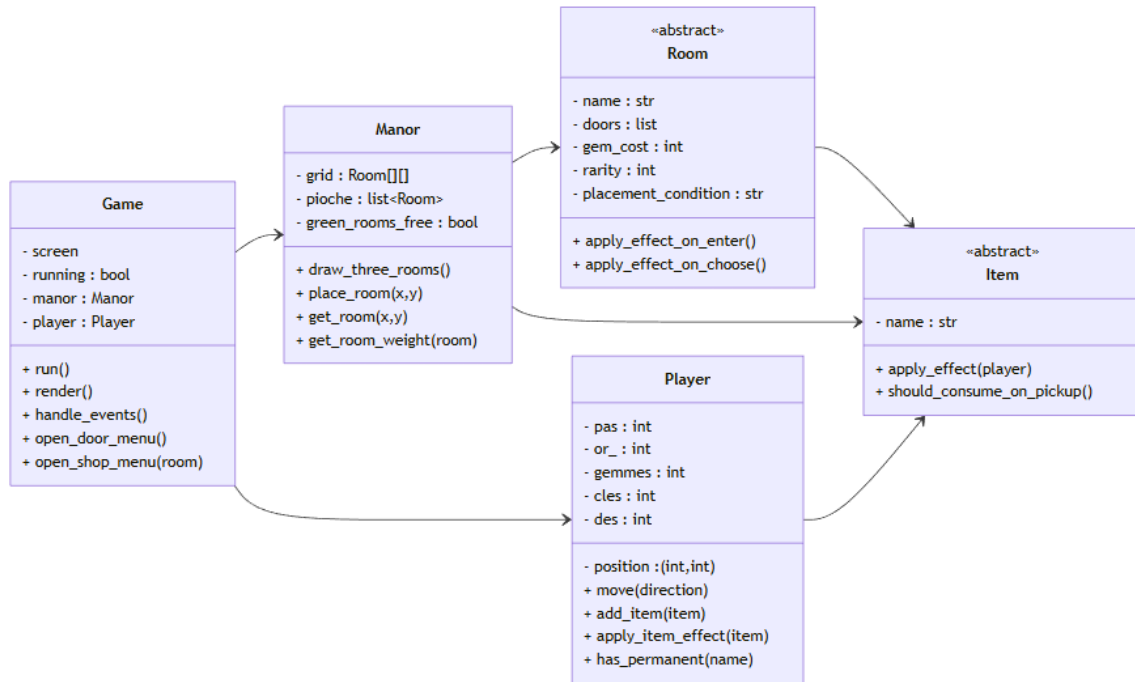 Game
- screen
- running : bool
- manor : Manor
- player : Player
+ run()
+ render()
+ handle_events()
+ open_door_menu()
+ open_shop_menu(room)
Manor
- grid : Room[][]
- pioche : list<Room>
- green_rooms_free : bool
+ draw_three_rooms()
+ place_room(x,y)
+ get_room(x,y)
+ get_room_weight(room)
«abstract»
Room
- name : str
- doors : list
- gem_cost : int
- rarity : int
- placement_condition : str
+ apply_effect_on_enter()
+ apply_effect_on_choose()
Player
- pas : int
- or_ : int
- gemmes : int
- cles : int
- des : int
- position :(int,int)
+ move(direction)
+ add_item(item)
+ apply_item_effect(item)
+ has_permanent(name)
«abstract»
Item
- name : str
+ apply_effect(player)
+ should_consume_on_pickup()